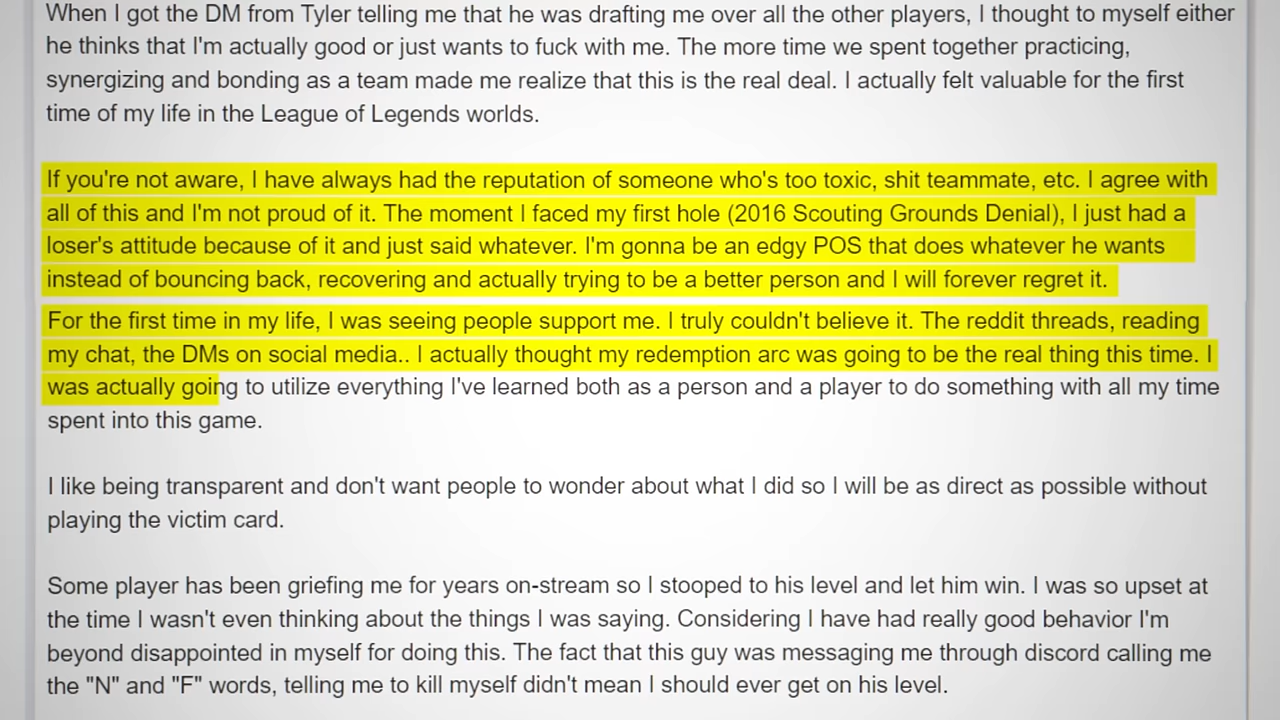 When I got the DM from Tyler telling me that he was drafting me over all the other players, I thought to myself either
he thinks that I'm actually good or just wants to fuck with me. The more time we spent together practicing,
synergizing and bonding as a team made me realize that this is the real deal. I actually felt valuable for the first
time of my life in the League of Legends worlds.
If you're not aware, I have always had the reputation of someone who's too toxic, shit teammate, etc. I agree with
all of this and I'm not proud of it. The moment I faced my first hole (2016 Scouting Grounds Denial), I just had a
loser's attitude because of it and just said whatever. I'm gonna be an edgy POS that does whatever he wants
instead of bouncing back, recovering and actually trying to be a better person and I will forever regret it.
For the first time in my life, I was seeing people support me. I truly couldn't believe it. The reddit threads, reading
my chat, the DMs on social media.. I actually thought my redemption arc was going to be the real thing this time. I
was actually going to utilize everything I've learned both as a person and a player to do something with all my time
spent into this game.
I like being transparent and don't want people to wonder about what I did so I will be as direct as possible without
playing the victim card.
Some player has been griefing me for years on-stream so I stooped to his level and let him win. I was so upset at
the time I wasn't even thinking about the things I was saying. Considering I have had really good behavior I'm
beyond disappointed in myself for doing this. The fact that this guy was messaging me through discord calling me
the "N" and "F" words, telling me to kill myself didn't mean I should ever get on his level.